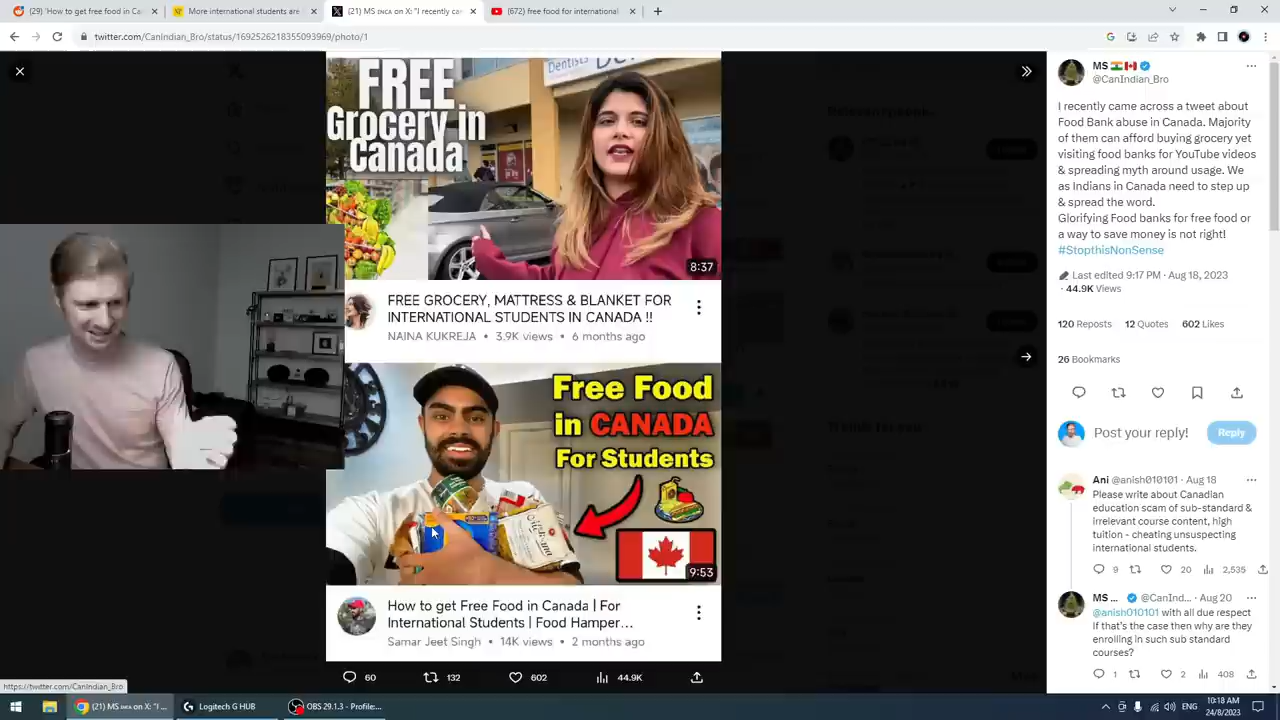 (29) 'How to get free food in Ca
More international students are
(21) MS 🇮🇳🇨🇦 on X: "I recently ca
(672) free food for international
twitter.com/CanIndian_Bro/status/1692526218355093969/photo/1
FREE
Grocery in
Canada
Dentists
8:37
FREE GROCERY, MATTRESS & BLANKET FOR
INTERNATIONAL STUDENTS IN CANADA !!
NAINA KUKREJA • 3.9K views • 6 months ago
Free Food
in CANADA
For Students
9:53
How to get Free Food in Canada | For
International Students | Food Hamper...
Samar Jeet Singh • 14K views • 2 months ago
60 132 602 44.9K
MS 🇮🇳🇨🇦
@CanIndian_Bro
I recently came across a tweet about
Food Bank abuse in Canada. Majority
of them can afford buying grocery yet
visiting food banks for YouTube videos
& spreading myth around usage. We
as Indians in Canada need to step up
& spread the word.
Glorifying Food banks for free food or
a way to save money is not right!
#StopthisNonSense
Last edited 9:17 PM · Aug 18, 2023
· 44.9K Views
120 Reposts 12 Quotes 602 Likes
26 Bookmarks
Post your reply! Reply
Ani @anish010101 · Aug 18
Please write about Canadian
education scam of sub-standard &
irrelevant course content, high
tuition - cheating unsuspecting
international students.
9 20 2,535
MS ... @CanInd... · Aug 20
@anish010101 with all due respect
If that's the case then why are they
enrolling in such sub standard
courses?
1 2 408
https://twitter.com/CanIndian_Bro
(21) MS 🇮🇳🇨🇦 on X: "I
Logitech G HUB
OBS 29.1.3 - Profile:...
ENG
10:18 AM
24/8/2023